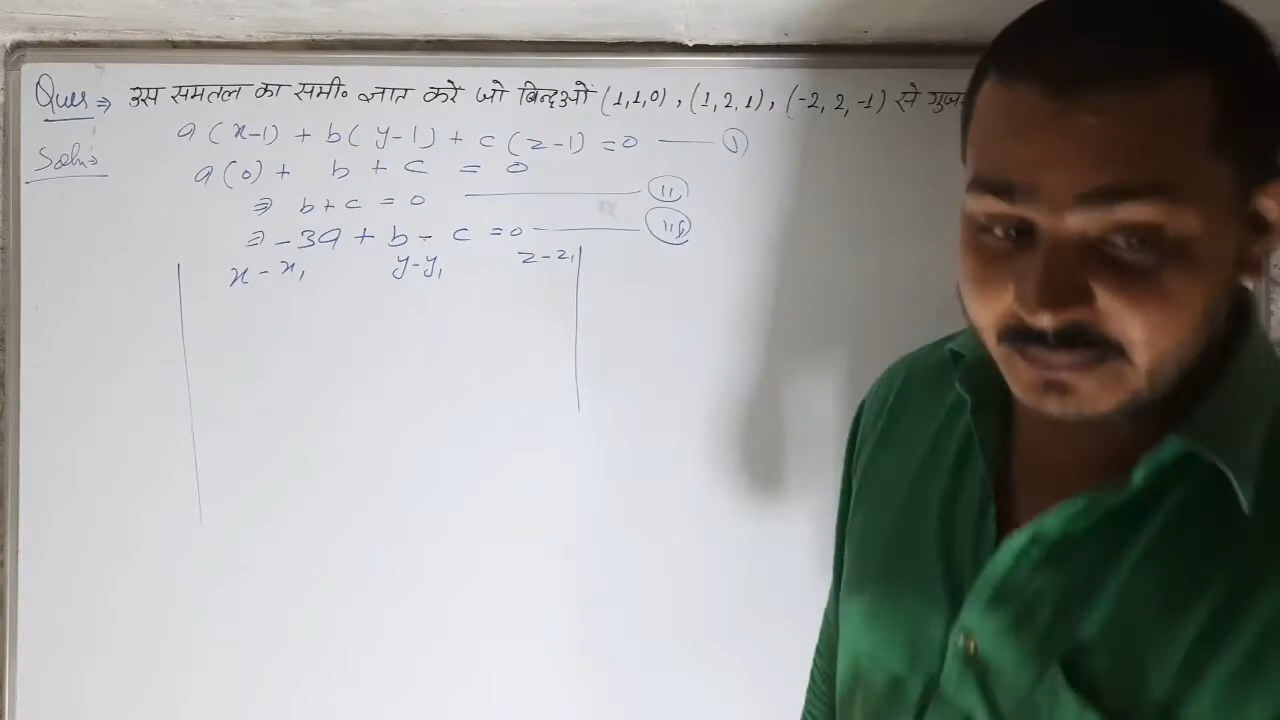 Ques ⇒ उस समतल का समी० ज्ञात करें जो बिन्दुओं (1,1,0), (1,2,1), (-2, 2, -1) से
Soln ⇒ a(x-1) + b(y-1) + c(z-1) = 0 —— (i)
a(0) + b + c = 0
⇒ b+c = 0 —— (ii)
⇒ -3a + b - c = 0 —— (iii)
| x-x₁ y-y₁ z-z₁ |